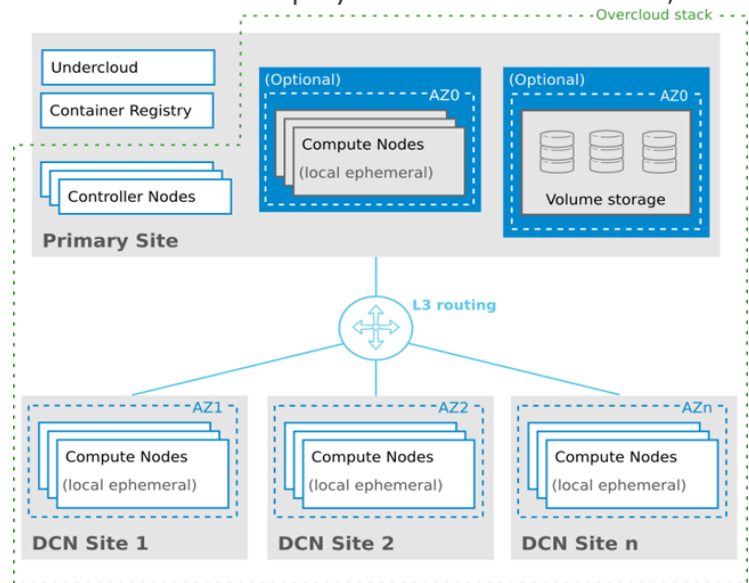 Overcloud stack
Undercloud
Container Registry
Controller Nodes
(Optional)
AZ0
Compute Nodes
(local ephemeral)
(Optional)
AZ0
Volume storage
Primary Site
L3 routing
AZ1
Compute Nodes
(local ephemeral)
DCN Site 1
AZ2
Compute Nodes
(local ephemeral)
DCN Site 2
AZn
Compute Nodes
(local ephemeral)
DCN Site n